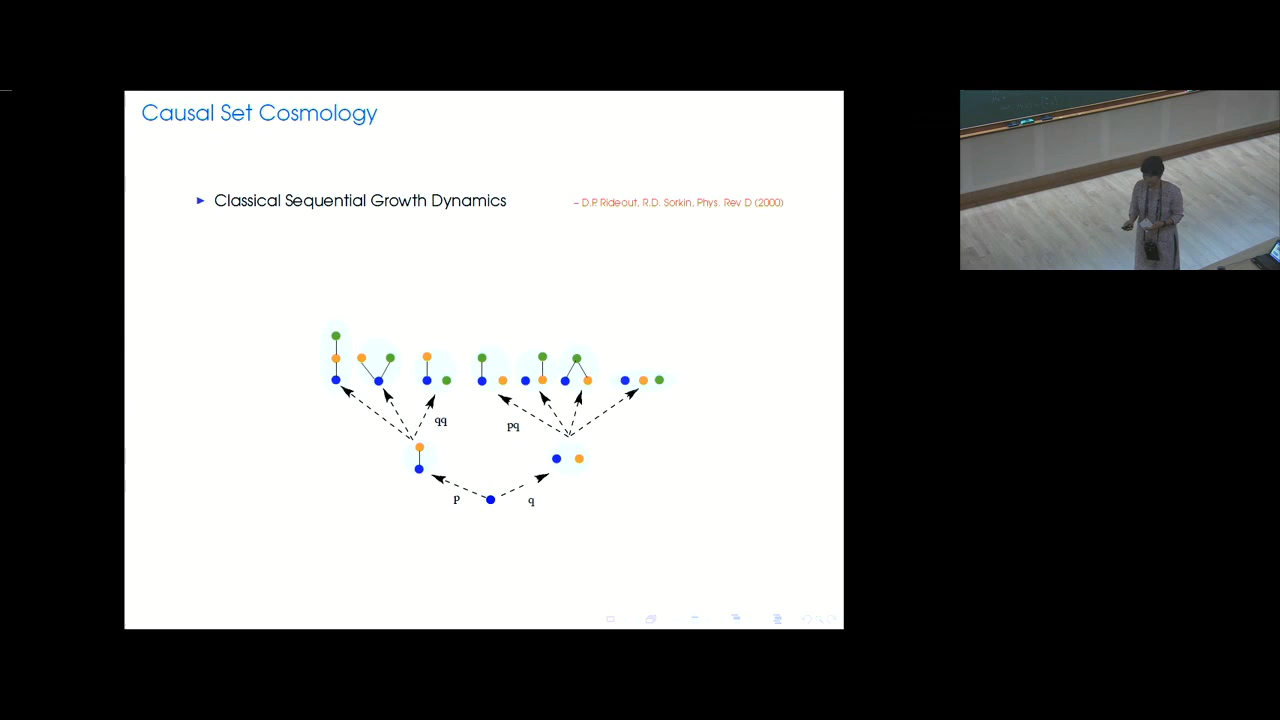 Causal Set Cosmology
► Classical Sequential Growth Dynamics – D.P. Rideout, R.D. Sorkin, Phys. Rev D (2000)
qq
pq
p
q